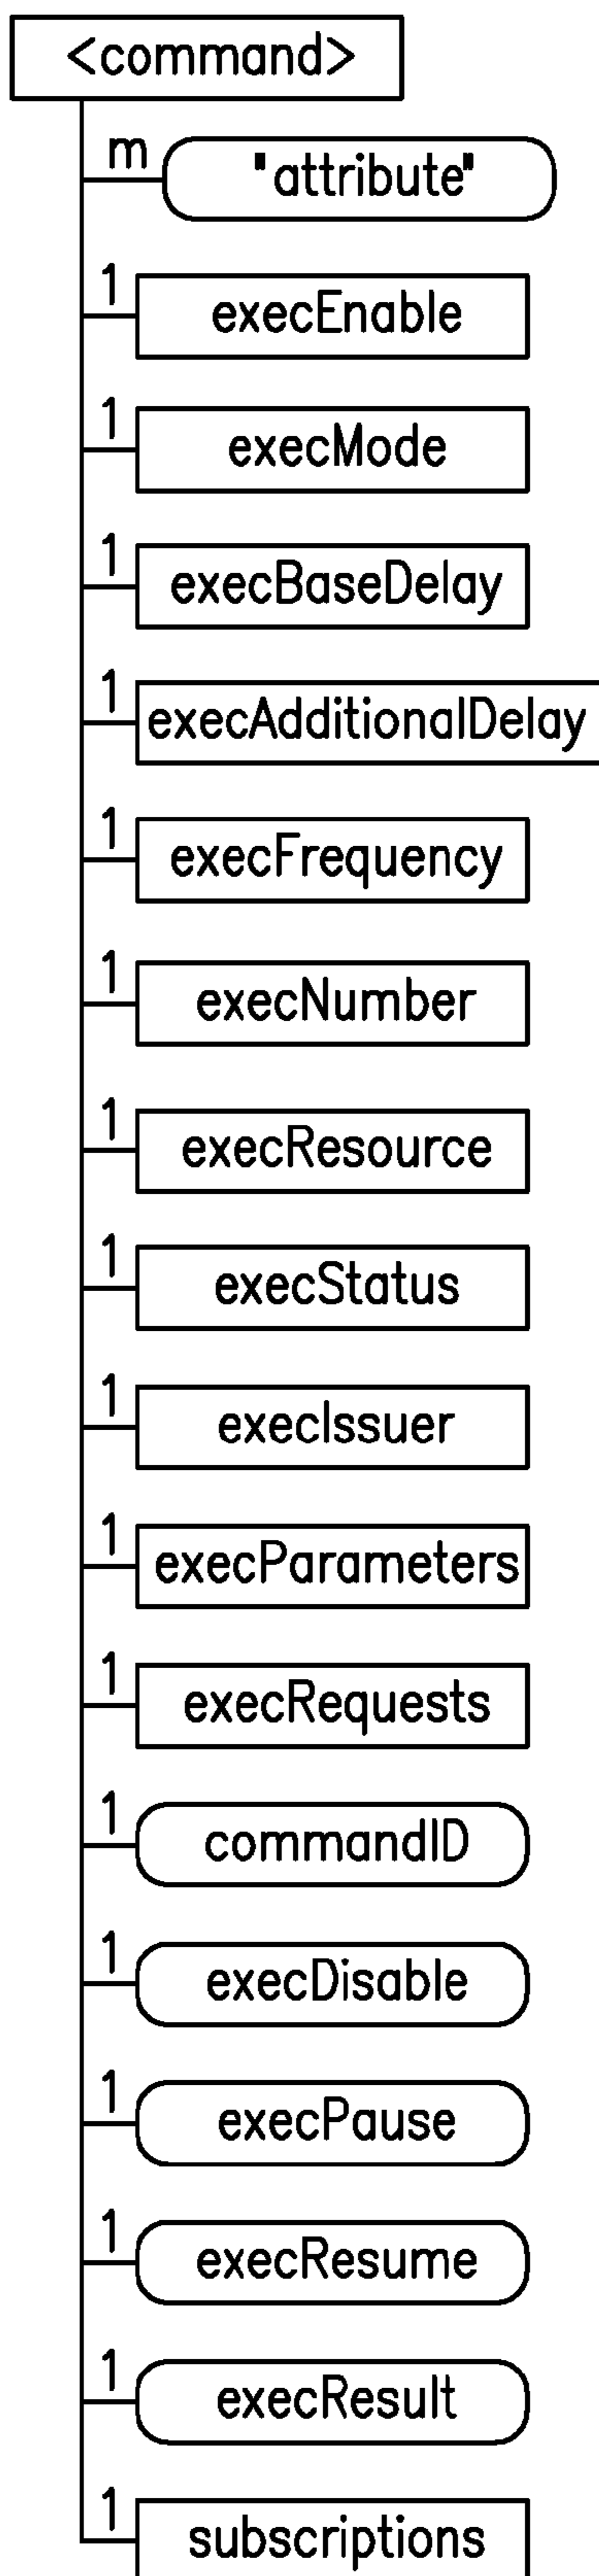 <command>
m
"attribute"
1
execEnable
1
execMode
1
execBaseDelay
1
execAdditionalDelay
1
execFrequency
1
execNumber
1
execResource
1
execStatus
1
execIssuer
1
execParameters
1
execRequests
1
commandID
1
execDisable
1
execPause
1
execResume
1
execResult
1
subscriptions